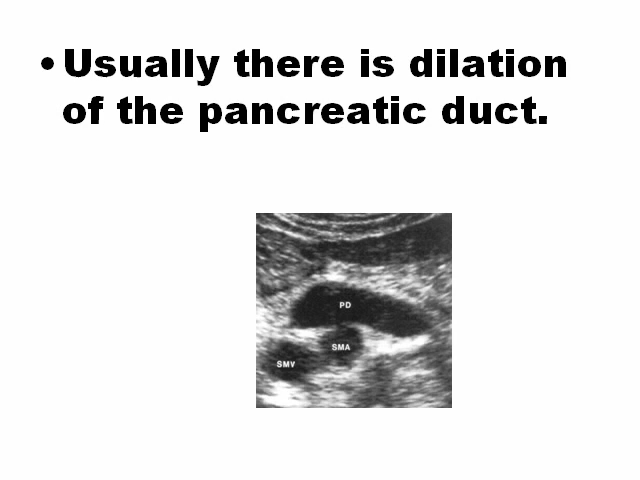 • Usually there is dilation
of the pancreatic duct.
PD
SMA
SMV